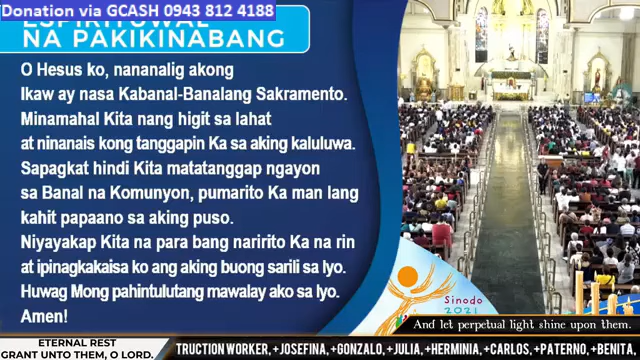 Donation via GCASH 0943 812 4188
ESPIRITUWAL
NA PAKIKINABANG
O Hesus ko, nananalig akong
Ikaw ay nasa Kabanal-Banalang Sakramento.
Minamahal Kita nang higit sa lahat
at ninanais kong tanggapin Ka sa aking kaluluwa.
Sapagkat hindi Kita matatanggap ngayon
sa Banal na Komunyon, pumarito Ka man lang
kahit papaano sa aking puso.
Niyayakap Kita na para bang naririto Ka na rin
at ipinagkakaisa ko ang aking buong sarili sa Iyo.
Huwag Mong pahintulutang mawalay ako sa Iyo.
Amen!
Sinodo
2021
And let perpetual light shine upon them.
ETERNAL REST
GRANT UNTO THEM, O LORD.
TRUCTION WORKER, +JOSEFINA, +GONZALO, +JULIA, +HERMINIA, +CARLOS, +PATERNO, +BENITA,